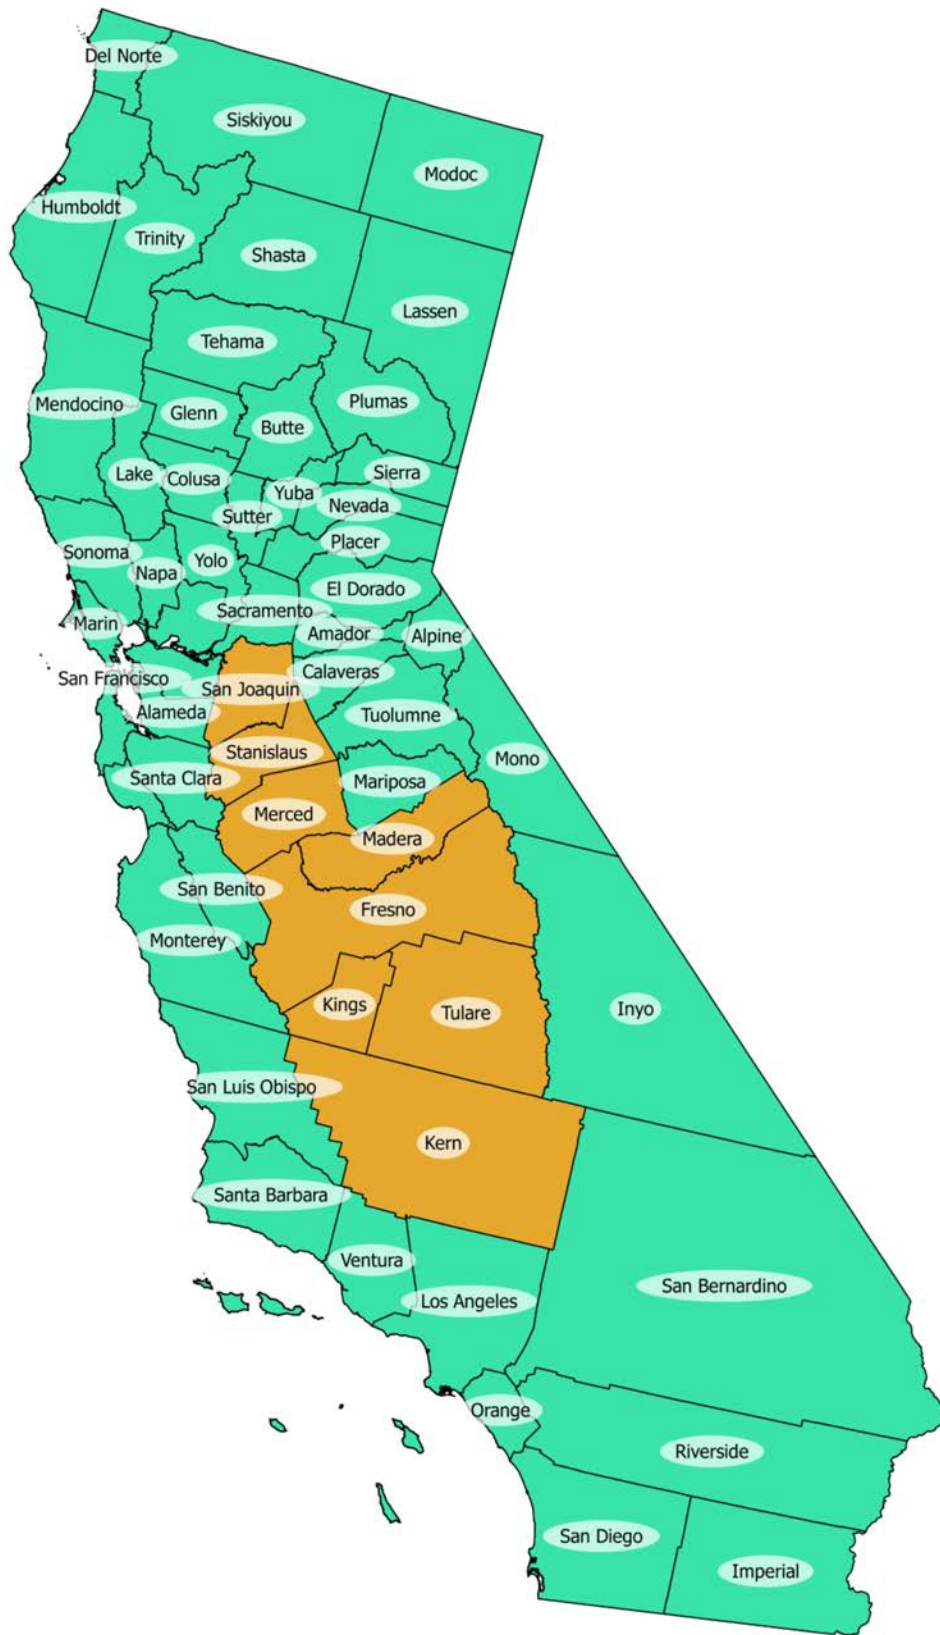 Del Norte
Siskiyou
Modoc
Humboldt
Trinity
Shasta
Lassen
Tehama
Mendocino
Glenn
Butte
Plumas
Lake
Colusa
Sierra
Yuba
Nevada
Sutter
Placer
Sonoma
Napa
Yolo
El Dorado
Sacramento
Marin
Amador
Alpine
San Francisco
San Joaquin
Calaveras
Alameda
Tuolumne
Stanislaus
Mono
Santa Clara
Mariposa
Merced
Madera
San Benito
Fresno
Monterey
Kings
Tulare
Inyo
San Luis Obispo
Kern
Santa Barbara
Ventura
Los Angeles
San Bernardino
Orange
Riverside
San Diego
Imperial